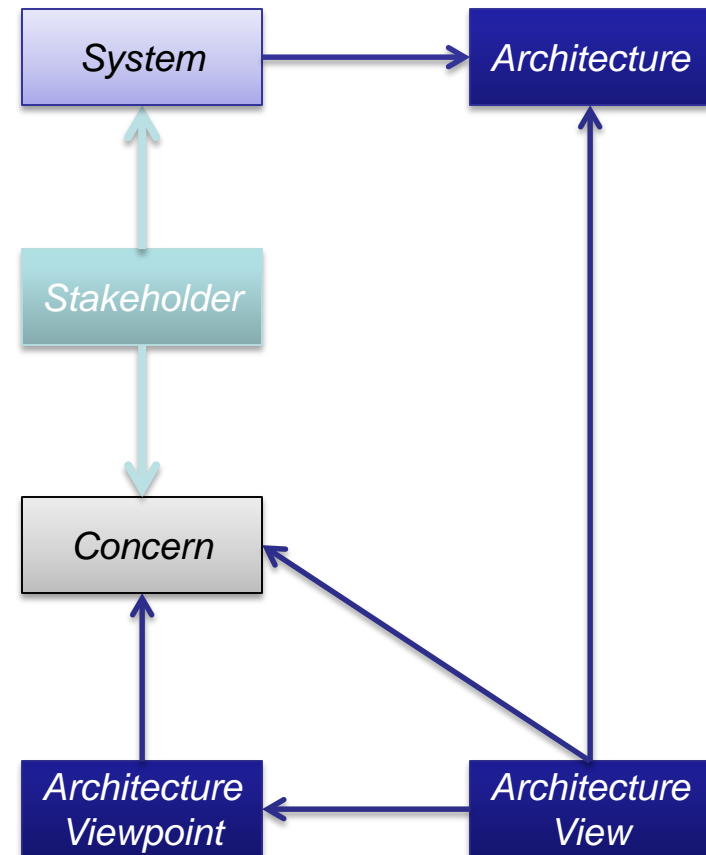 System
Architecture
Stakeholder
Concern
Architecture
Viewpoint
Architecture
View